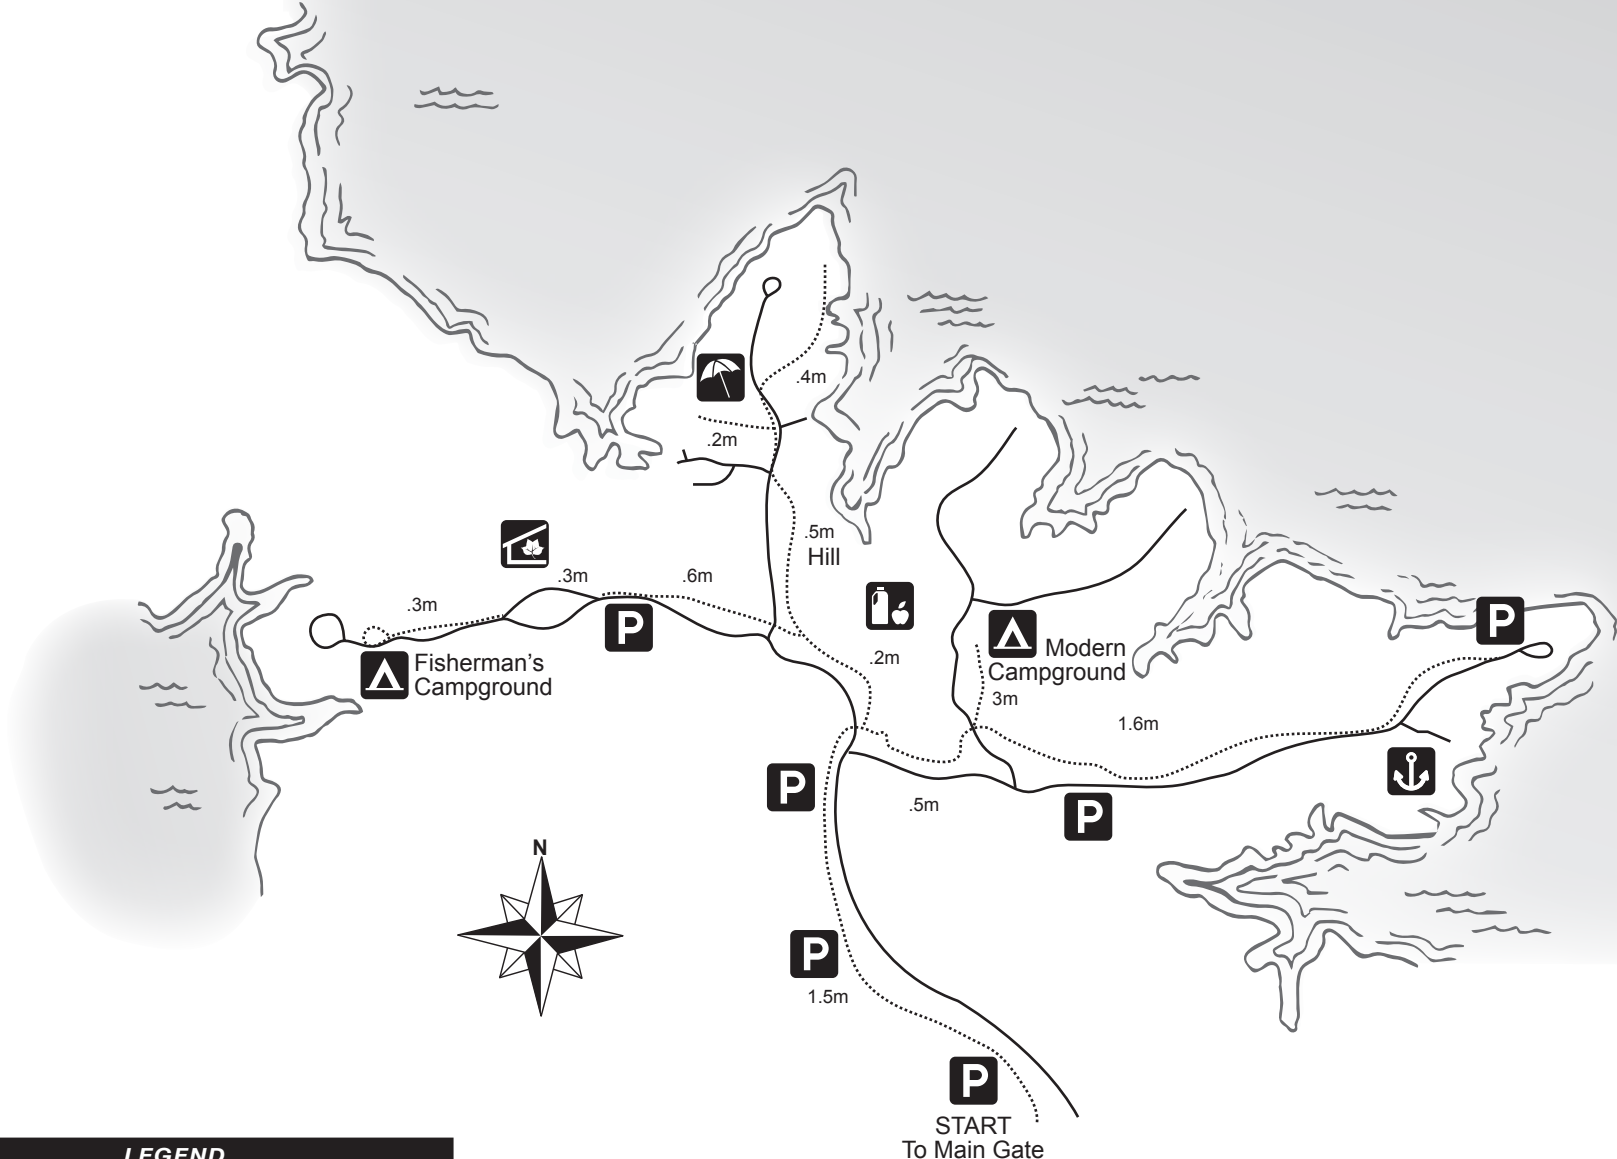 .4m
.2m
.5m
Hill
.3m
.6m
.3m
P
Fisherman's
Campground
.2m
Modern
Campground
3m
1.6m
P
P
.5m
P
N
P
1.5m
P
START
To Main Gate
LEGEND